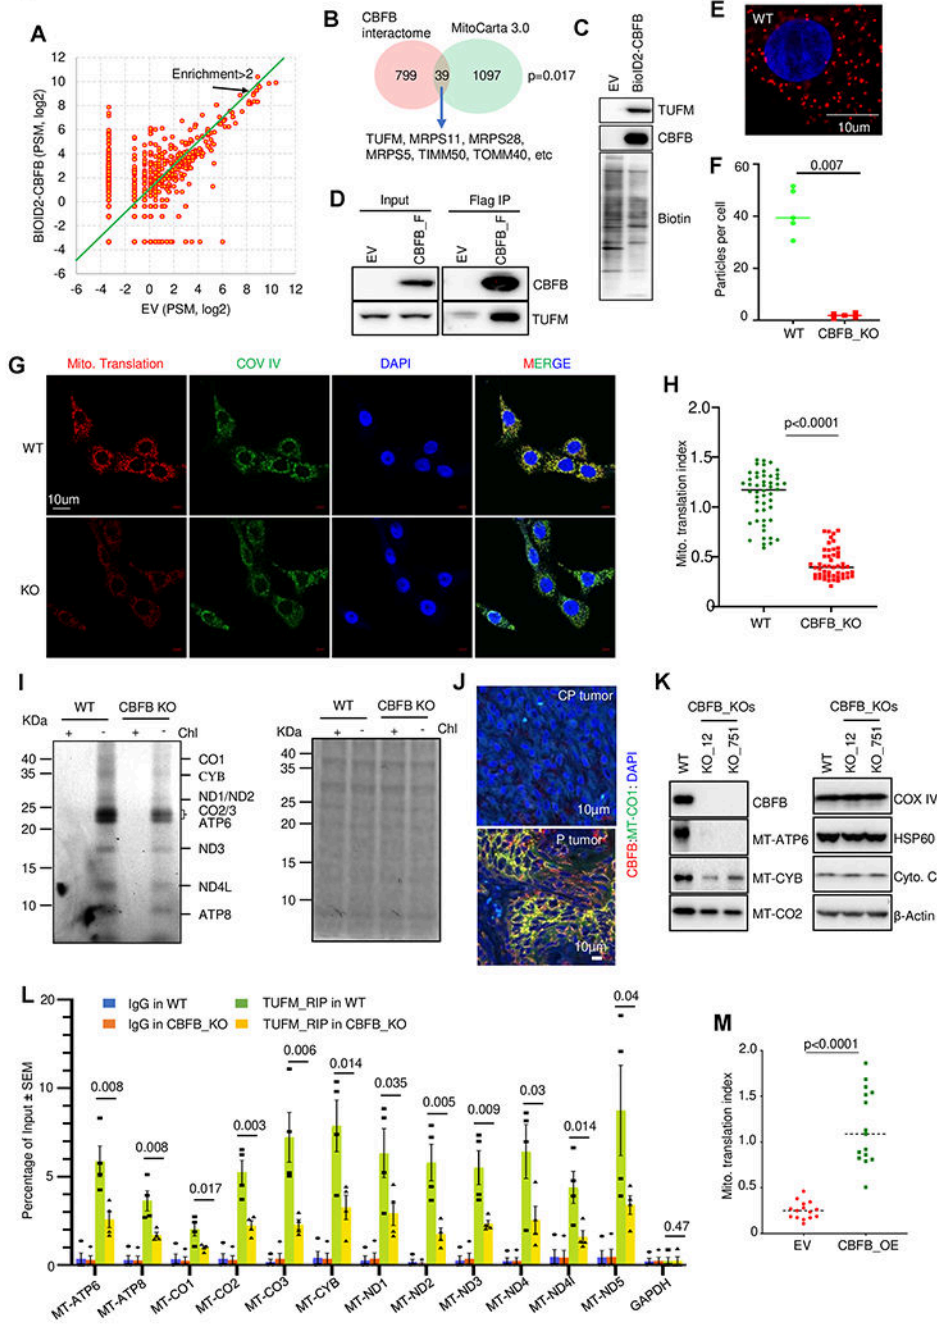 A
12
10
8
6
4
2
0
-2
-4
-6
-6 -4 -2 0 2 4 6 8 10 12
BIOID2-CBFB (PSM, log2)
EV (PSM, log2)
Enrichment>2
B
CBFB
interactome
MitoCarta 3.0
799 39 1097
p=0.017
TUFM, MRPS11, MRPS28,
MRPS5, TIMM50, TOMM40, etc
C
EV
BioID2-CBFB
TUFM
CBFB
Biotin
D
Input Flag IP
EV CBFB_F EV CBFB_F
CBFB
TUFM
E
WT
10um
F
0.007
60
40
20
0
Particles per cell
WT CBFB_KO
G
Mito. Translation COV IV DAPI MERGE
WT
10um
KO
H
2.0
1.5
1.0
0.5
0
Mito. translation index
p<0.0001
WT CBFB_KO
I
WT CBFB KO
KDa
+ - + - Chl
40
35
25
20
15
10
CO1
CYB
ND1/ND2
CO2/3
ATP6
ND3
ND4L
ATP8
WT CBFB KO
KDa + - + - Chl
40
35
25
20
15
10
J
CP tumor
10μm
P tumor
10μm
CBFB:MT-CO1: DAPI
K
CBFB_KOs
WT KO_12 KO_751
CBFB
MT-ATP6
MT-CYB
MT-CO2
CBFB_KOs
WT KO_12 KO_751
COX IV
HSP60
Cyto. C
β-Actin
L
IgG in WT TUFM_RIP in WT
IgG in CBFB_KO TUFM_RIP in CBFB_KO
20
10
5
0
Percentage of Input ± SEM
0.008 0.008 0.017 0.003 0.006 0.014 0.035 0.005 0.009 0.03 0.014 0.04 0.47
MT-ATP6 MT-ATP8 MT-CO1 MT-CO2 MT-CO3 MT-CYB MT-ND1 MT-ND2 MT-ND3 MT-ND4 MT-ND4l MT-ND5 GAPDH
M
p<0.0001
2.0
1.5
1.0
0.5
0
Mito. translation index
EV CBFB_OE